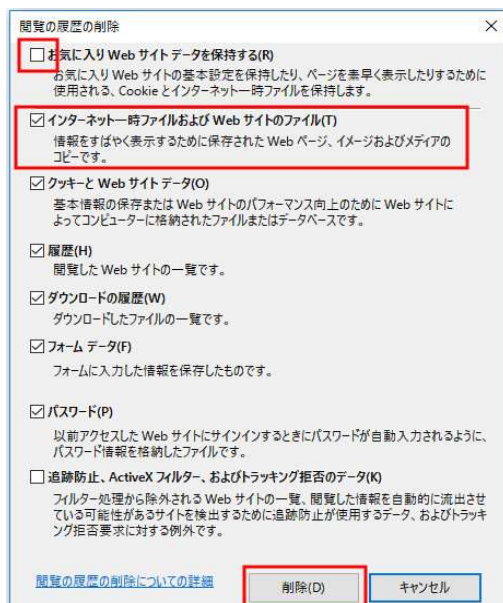 閲覧の履歴の削除
お気に入り Web サイト データを保持する(R)
お気に入り Web サイトの基本設定を保持したり、ページを素早く表示したりするために
使用される、Cookie とインターネット一時ファイルを保持します。
インターネット一時ファイルおよび Web サイトのファイル(T)
情報をすばやく表示するために保存された Web ページ、イメージおよびメディアの
コピーです。
クッキーと Web サイト データ(O)
基本情報の保存または Web サイトのパフォーマンス向上のために Web サイトに
よってコンピューターに格納されたファイルまたはデータベースです。
履歴(H)
閲覧した Web サイトの一覧です。
ダウンロードの履歴(W)
ダウンロードしたファイルの一覧です。
フォーム データ(F)
フォームに入力した情報を保存したものです。
パスワード(P)
以前アクセスした Web サイトにサインインするときにパスワードが自動入力されるように、
パスワード情報を格納したファイルです。
追跡防止、ActiveX フィルター、およびトラッキング拒否のデータ(K)
フィルター処理から除外される Web サイトの一覧、閲覧した情報を自動的に流出させ
ている可能性があるサイトを検出するために追跡防止が使用するデータ、およびトラッキ
ング拒否要求に対する例外です。
閲覧の履歴の削除についての詳細
削除(D)
キャンセル